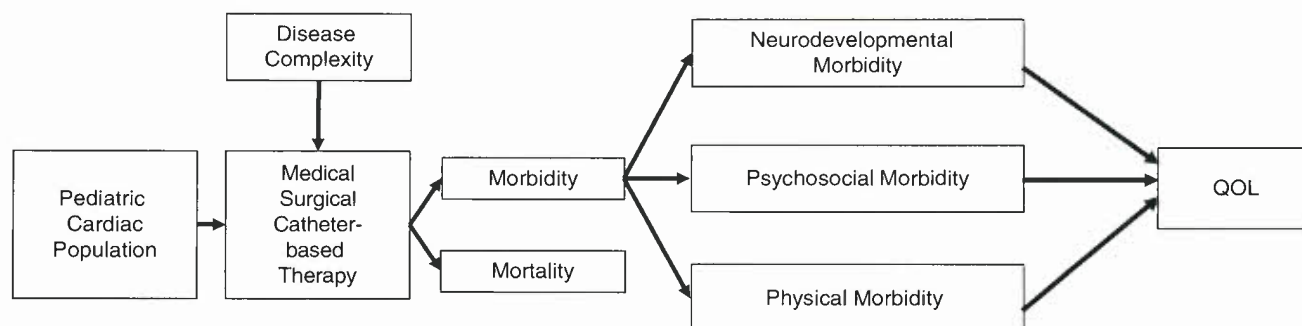 Disease
Complexity
Neurodevelopmental
Morbidity
Pediatric
Cardiac
Population
Medical
Surgical
Catheter-
based
Therapy
Morbidity
Mortality
Psychosocial Morbidity
Physical Morbidity
QOL